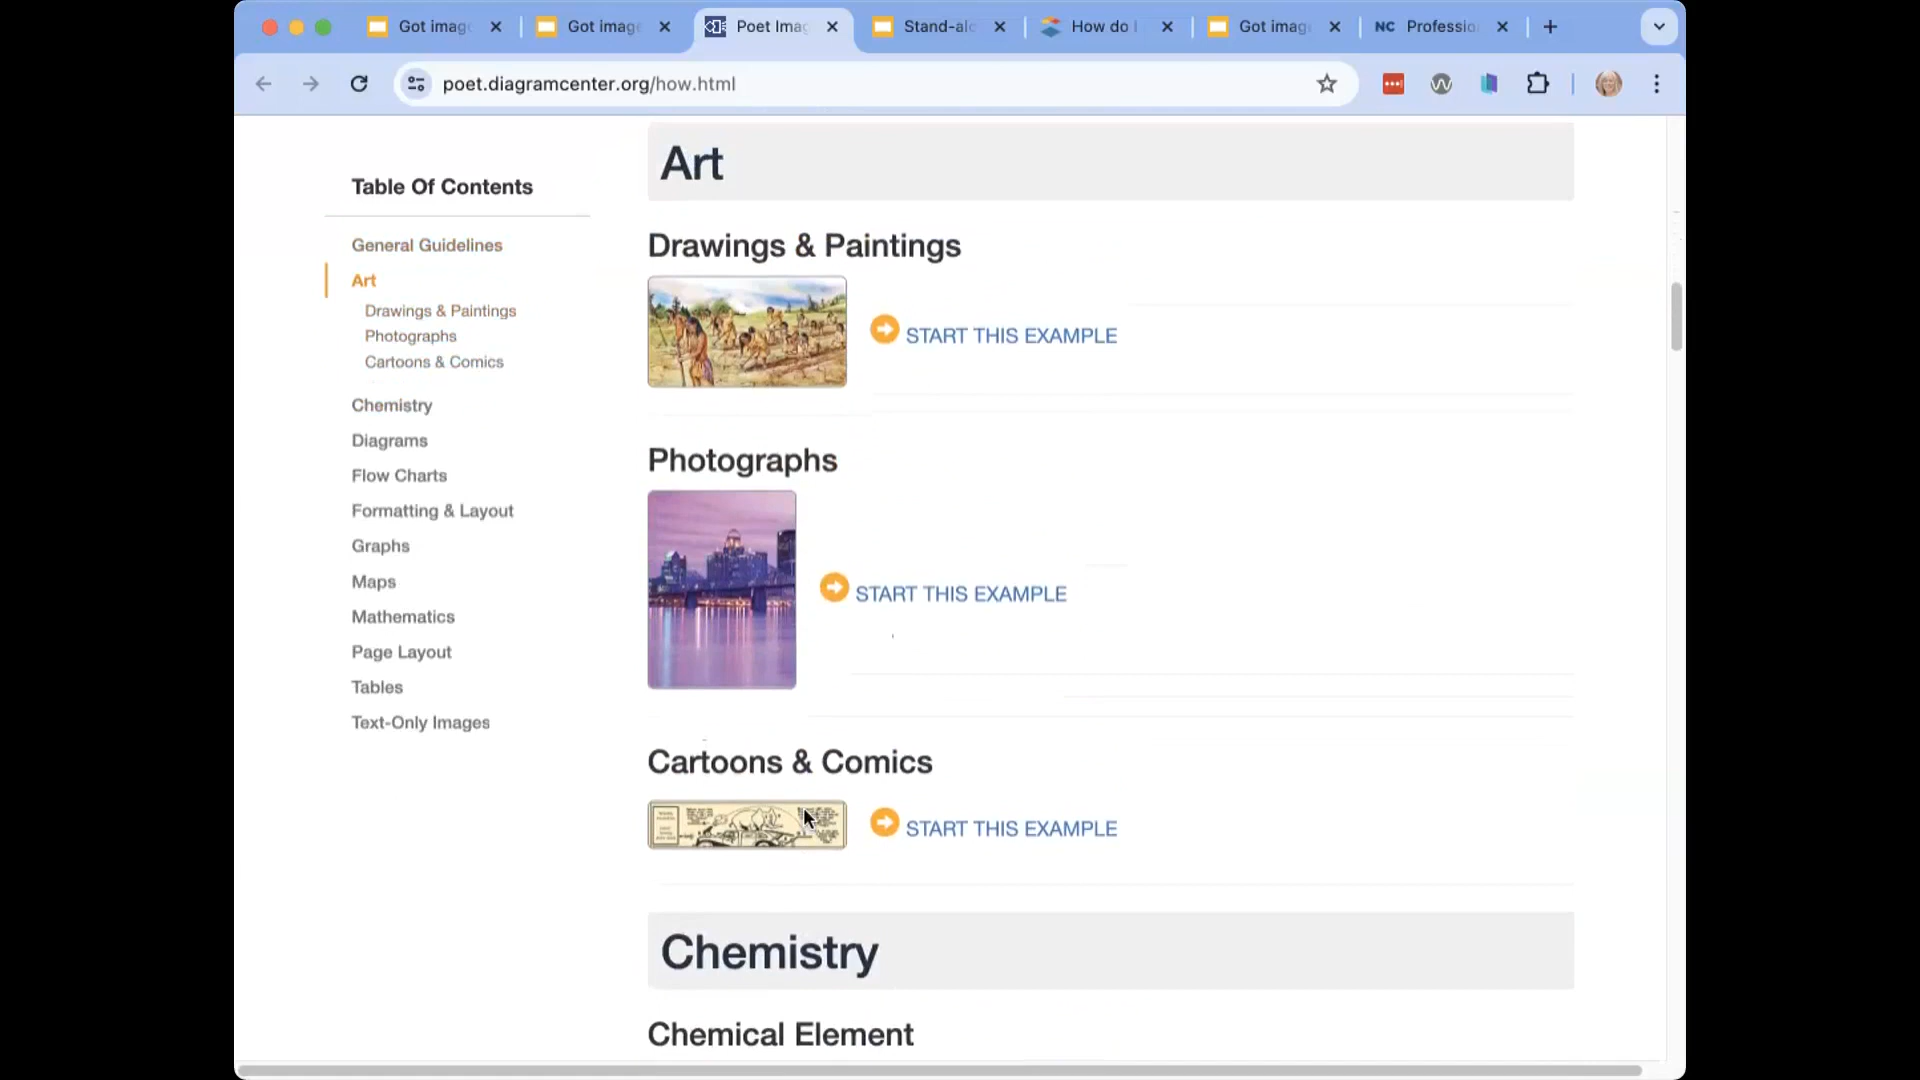 Got imag
Got image
Poet Imag
Stand-alo
How do I
Got imag
NC Professio
poet.diagramcenter.org/how.html
Table Of Contents
General Guidelines
Art
Drawings & Paintings
Photographs
Cartoons & Comics
Chemistry
Diagrams
Flow Charts
Formatting & Layout
Graphs
Maps
Mathematics
Page Layout
Tables
Text-Only Images
Art
Drawings & Paintings
START THIS EXAMPLE
Photographs
START THIS EXAMPLE
Cartoons & Comics
START THIS EXAMPLE
Chemistry
Chemical Element